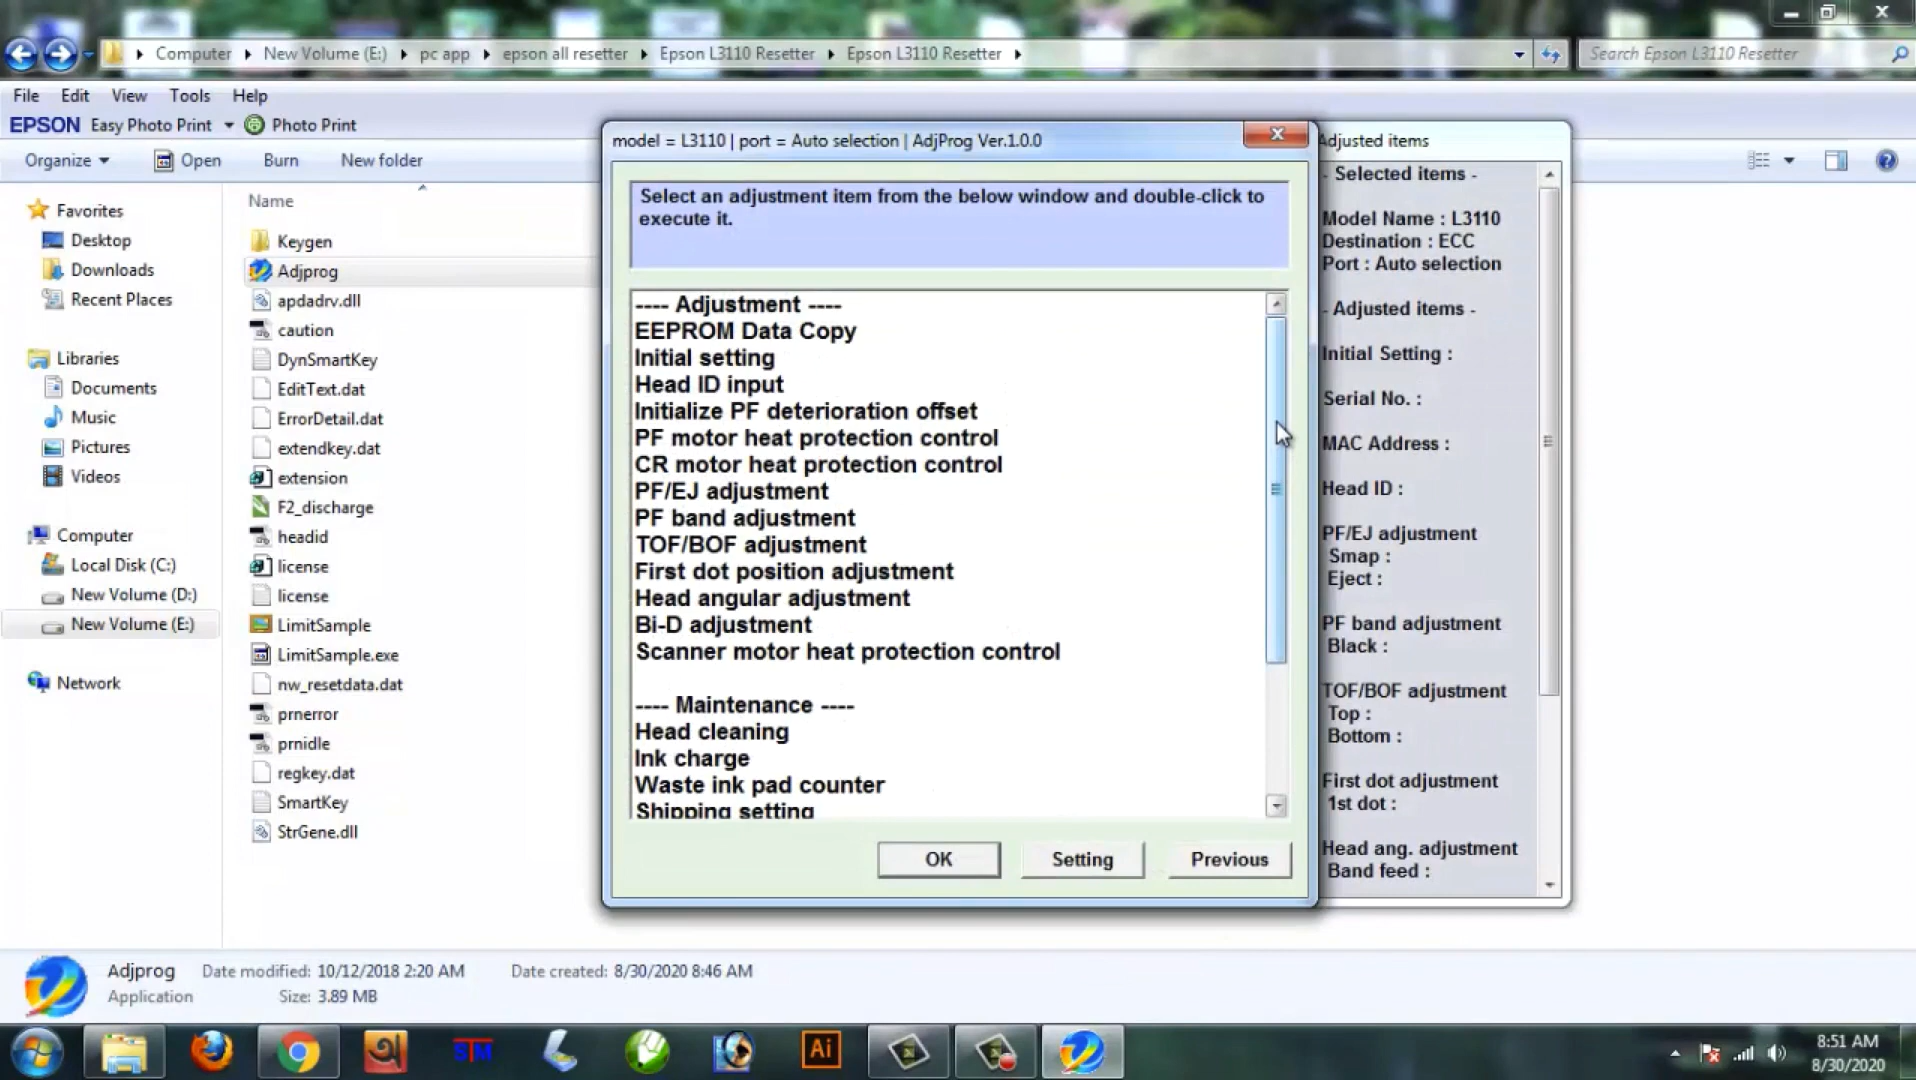 Computer
New Volume (E:)
pc app
epson all resetter
Epson L3110 Resetter
Epson L3110 Resetter
Search Epson L3110 Resetter
File Edit View Tools Help
EPSON Easy Photo Print Photo Print
Organize Open Burn New folder
Favorites
Desktop
Downloads
Recent Places
Libraries
Documents
Music
Pictures
Videos
Computer
Local Disk (C:)
New Volume (D:)
New Volume (E:)
Network
Name
Keygen
Adjprog
apdadrv.dll
caution
DynSmartKey
EditText.dat
ErrorDetail.dat
extendkey.dat
extension
F2_discharge
headid
license
license
LimitSample
LimitSample.exe
nw_resetdata.dat
prnerror
prnidle
regkey.dat
SmartKey
StrGene.dll
model = L3110 | port = Auto selection | AdjProg Ver.1.0.0
Select an adjustment item from the below window and double-click to
execute it.
---- Adjustment ----
EEPROM Data Copy
Initial setting
Head ID input
Initialize PF deterioration offset
PF motor heat protection control
CR motor heat protection control
PF/EJ adjustment
PF band adjustment
TOF/BOF adjustment
First dot position adjustment
Head angular adjustment
Bi-D adjustment
Scanner motor heat protection control
---- Maintenance ----
Head cleaning
Ink charge
Waste ink pad counter
Shipping setting
OK Setting Previous
Adjusted items
- Selected items -
Model Name : L3110
Destination : ECC
Port : Auto selection
- Adjusted items -
Initial Setting :
Serial No. :
MAC Address :
Head ID :
PF/EJ adjustment
Smap :
Eject :
PF band adjustment
Black :
TOF/BOF adjustment
Top :
Bottom :
First dot adjustment
1st dot :
Head ang. adjustment
Band feed :
Adjprog Date modified: 10/12/2018 2:20 AM Date created: 8/30/2020 8:46 AM
Application Size: 3.89 MB
STM
Ai
8:51 AM
8/30/2020